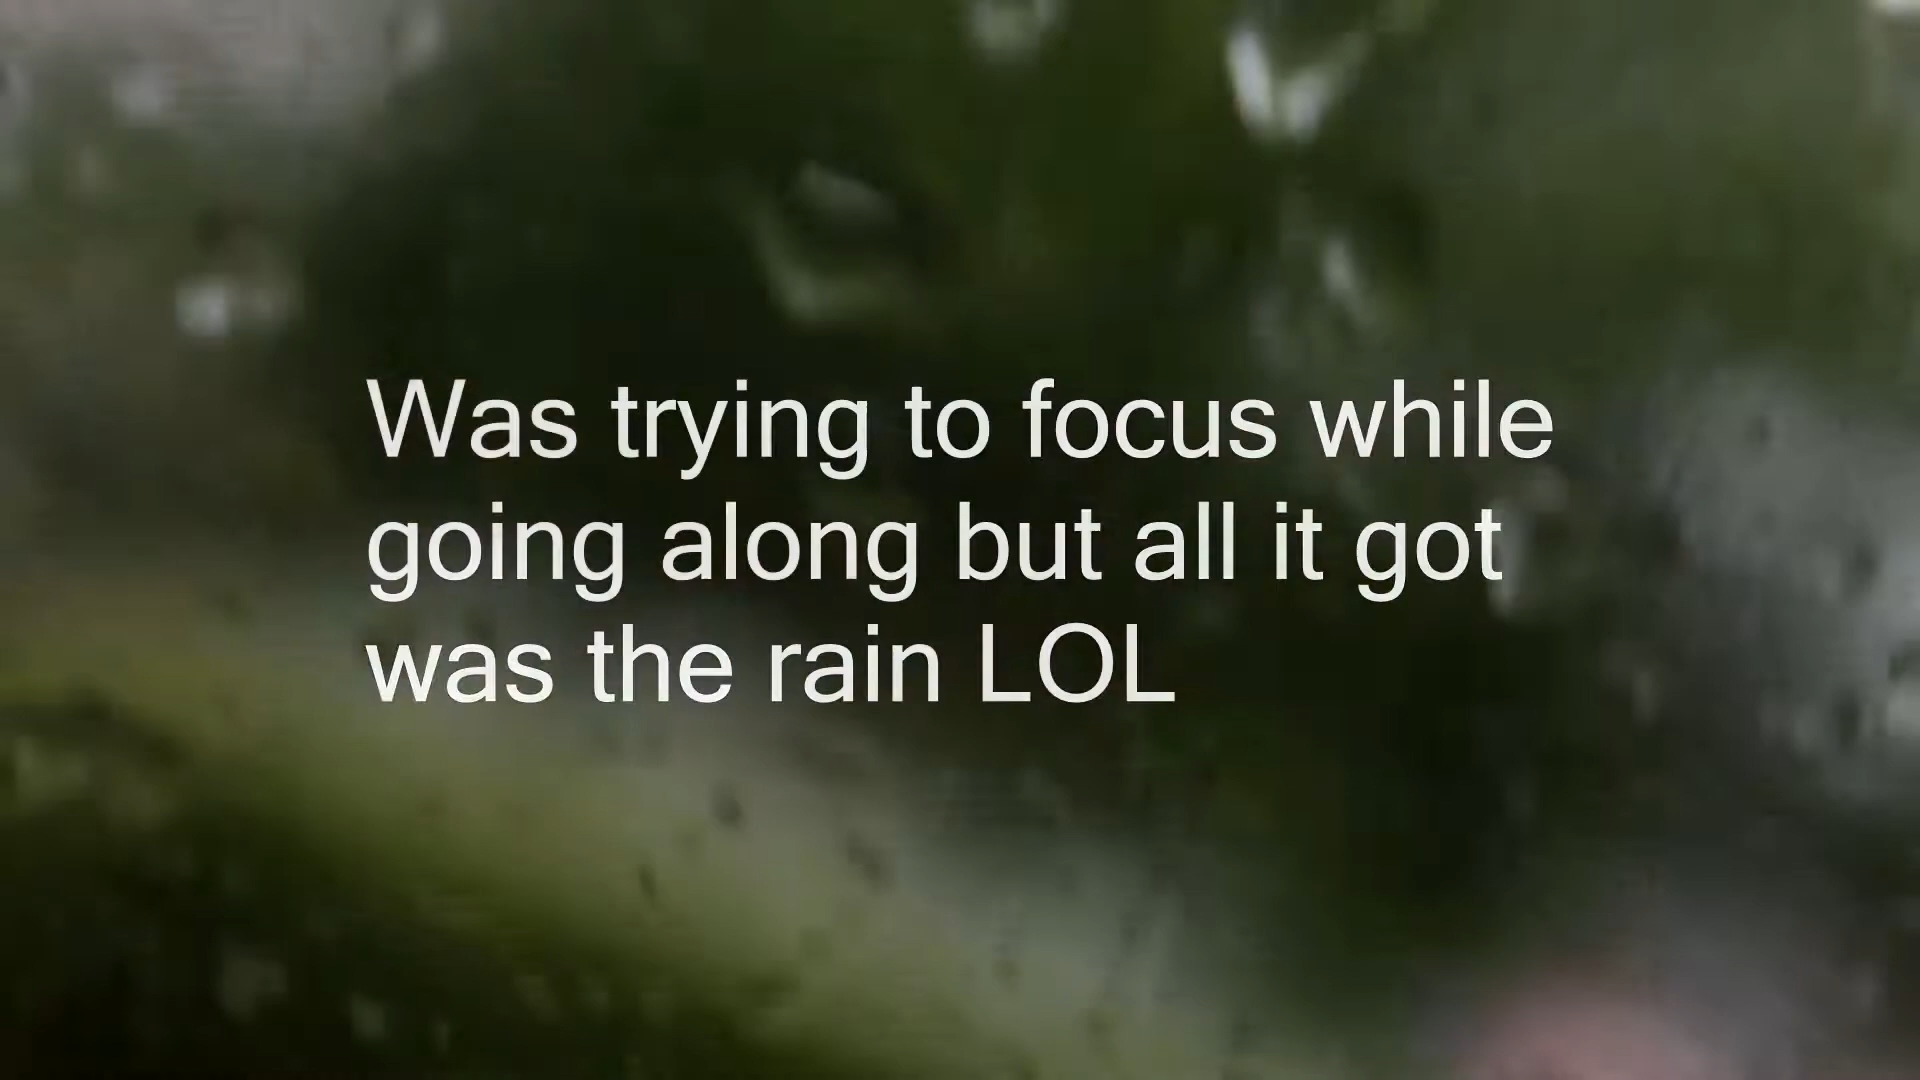 Was trying to focus while
going along but all it got
was the rain LOL